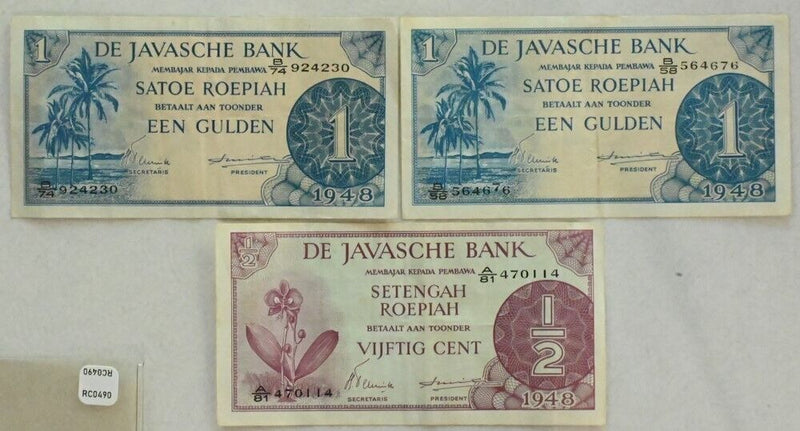 1
DE JAVASCHE BANK
MEMBAJAR KEPADA PEMBAWA B/74 924230
SATOE ROEPIAH
BETAALT AAN TOONDER
EEN GULDEN
1
B/74 924230
SECRETARIS
PRESIDENT
1948
1
DE JAVASCHE BANK
MEMBAJAR KEPADA PEMBAWA B/58 564676
SATOE ROEPIAH
BETAALT AAN TOONDER
EEN GULDEN
1
B/58 564676
SECRETARIS
PRESIDENT
1948
1/2
DE JAVASCHE BANK
MEMBAJAR KEPADA PEMBAWA A/81 470114
SETENGAH
ROEPIAH
BETAALT AAN TOONDER
VIJFTIG CENT
1/2
A/81 470114
SECRETARIS
PRESIDENT
1948
RC0490
RC0490